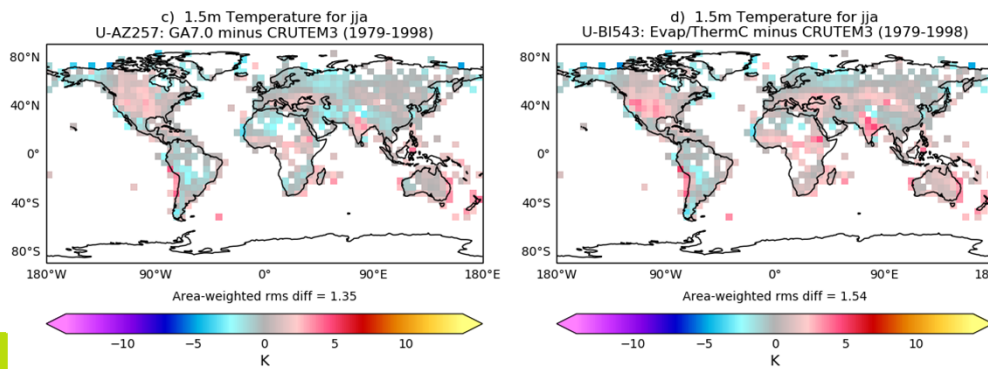 c) 1.5m Temperature for jja
U-AZ257: GA7.0 minus CRUTEM3 (1979-1998)
80°N
40°N
0°
40°S
80°S
180°W
90°W
0°
90°E
180°E
Area-weighted rms diff = 1.35
−10
−5
0
5
10
K
d) 1.5m Temperature for jja
U-BI543: Evap/ThermC minus CRUTEM3 (1979-1998)
80°N
40°N
0°
40°S
80°S
180°W
90°W
0°
90°E
180°
Area-weighted rms diff = 1.54
−10
−5
0
5
10
K